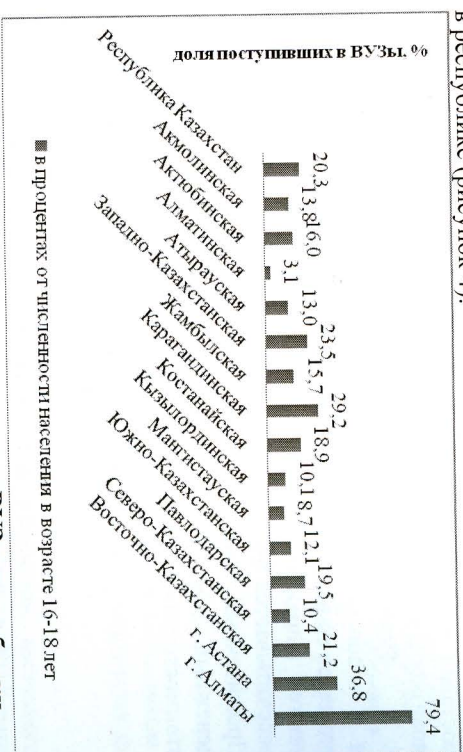 в республике (рисунок
доля поступивших в ВУЗы. %
20,3
13,8
16,0
3,1
13,0
23,5
15,7
29,2
18,9
10,1
8,7
12,1
19,5
10,4
21,2
36,8
79,4
Республика Казахстан
Акмолинская
Актюбинская
Алматинская
Атырауская
Западно-Казахстанская
Жамбылская
Карагандинская
Костанайская
Кызылординская
Мангистауская
Южно-Казахстанская
Павлодарская
Северо-Казахстанская
Восточно-Казахстанская
г. Астана
г. Алматы
в процентах от численности населения в возрасте 16-18 лет